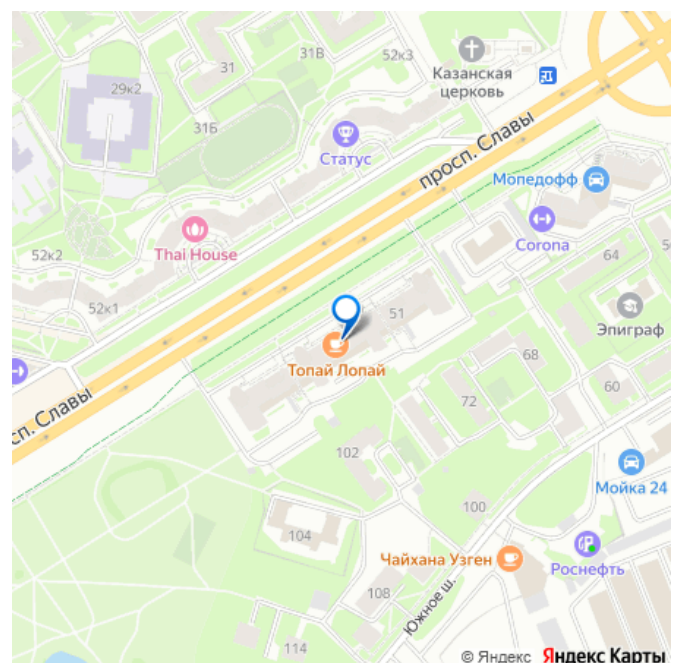 31В
52к3
Казанская
церковь
31
29к2
31Б
Статус
просп. Славы
Мопедофф
Corona
Thai House
52к2
64
52к1
51
Эпиграф
Топай Лопай
68
60
72
сп. Славы
102
Мойка 24
100
104
Чайхана Узген
Роснефть
108
Южное ш.
114
© Яндекс Яндекс Карты